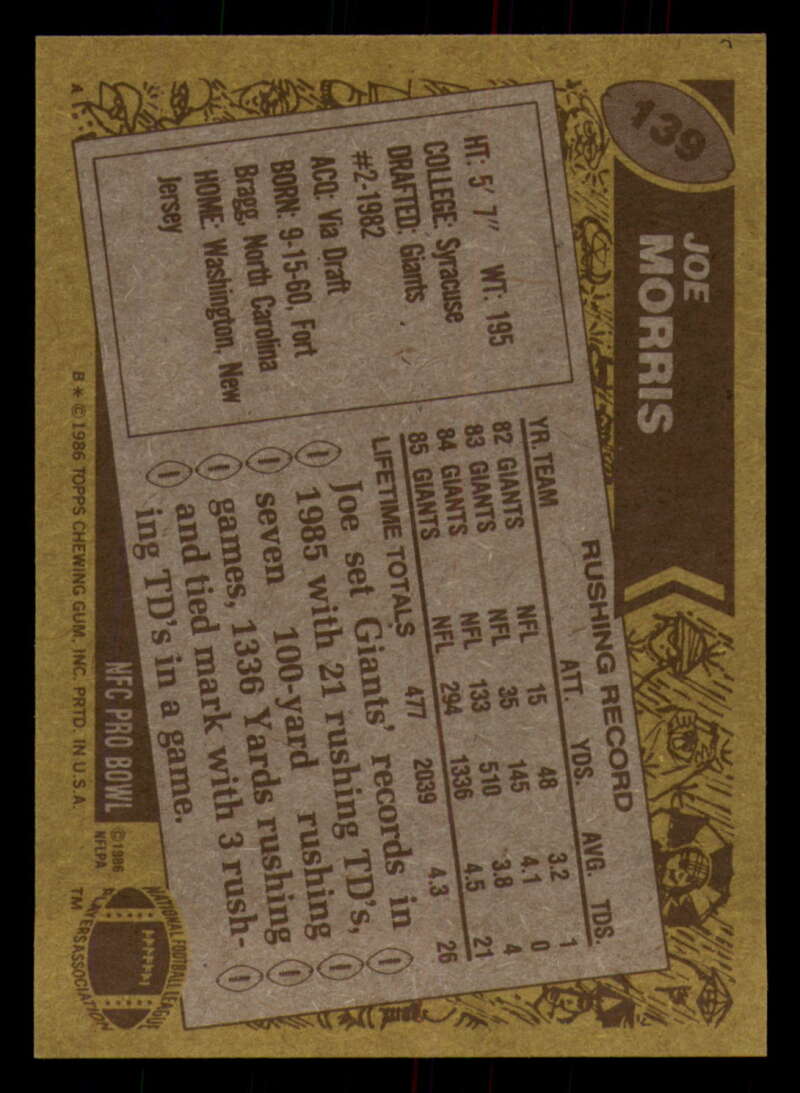 139
JOE
MORRIS
HT: 5' 7" WT: 195
COLLEGE: Syracuse
DRAFTED: Giants
#2-1982
ACQ: Via Draft
BORN: 9-15-60, Fort
Bragg, North Carolina
HOME: Washington, New
Jersey
RUSHING RECORD
YR. TEAM ATT. YDS. AVG. TDS.
82 GIANTS NFL 15 48 3.2 1
83 GIANTS NFL 35 145 4.1 0
84 GIANTS NFL 133 510 3.8 4
85 GIANTS NFL 294 1336 4.5 21
LIFETIME TOTALS 477 2039 4.3 26
Joe set Giants' records in
1985 with 21 rushing TD's,
seven 100-yard rushing
games, 1336 Yards rushing
and tied mark with 3 rush-
ing TD's in a game.
NFC PRO BOWL
A
B * © 1986 TOPPS CHEWING GUM, INC. PRTD. IN U.S.A.
© 1986
NFLPA
NATIONAL FOOTBALL LEAGUE
PLAYERS ASSOCIATION
TM